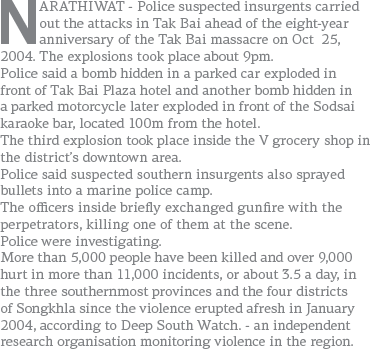 NARATHIWAT - Police suspected insurgents carried
out the attacks in Tak Bai ahead of the eight-year
anniversary of the Tak Bai massacre on Oct 25,
2004. The explosions took place about 9pm.
Police said a bomb hidden in a parked car exploded in
front of Tak Bai Plaza hotel and another bomb hidden in
a parked motorcycle later exploded in front of the Sodsai
karaoke bar, located 100m from the hotel.
The third explosion took place inside the V grocery shop in
the district's downtown area.
Police said suspected southern insurgents also sprayed
bullets into a marine police camp.
The officers inside briefly exchanged gunfire with the
perpetrators, killing one of them at the scene.
Police were investigating.
More than 5,000 people have been killed and over 9,000
hurt in more than 11,000 incidents, or about 3.5 a day, in
the three southernmost provinces and the four districts
of Songkhla since the violence erupted afresh in January
2004, according to Deep South Watch. - an independent
research organisation monitoring violence in the region.